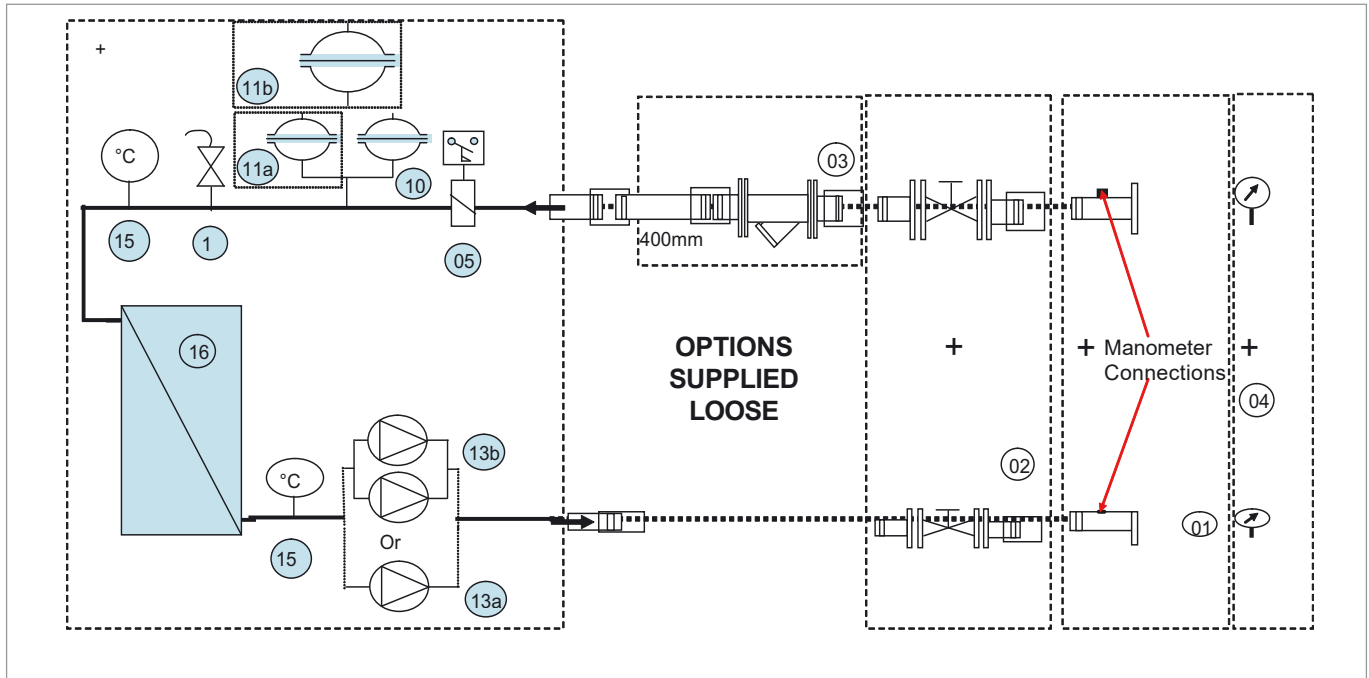 +
11b
11a
10
03
°C
15
1
05
400mm
16
OPTIONS
SUPPLIED
LOOSE
+
+
Manometer
Connections
+
04
°C
13b
02
01
Or
15
13a